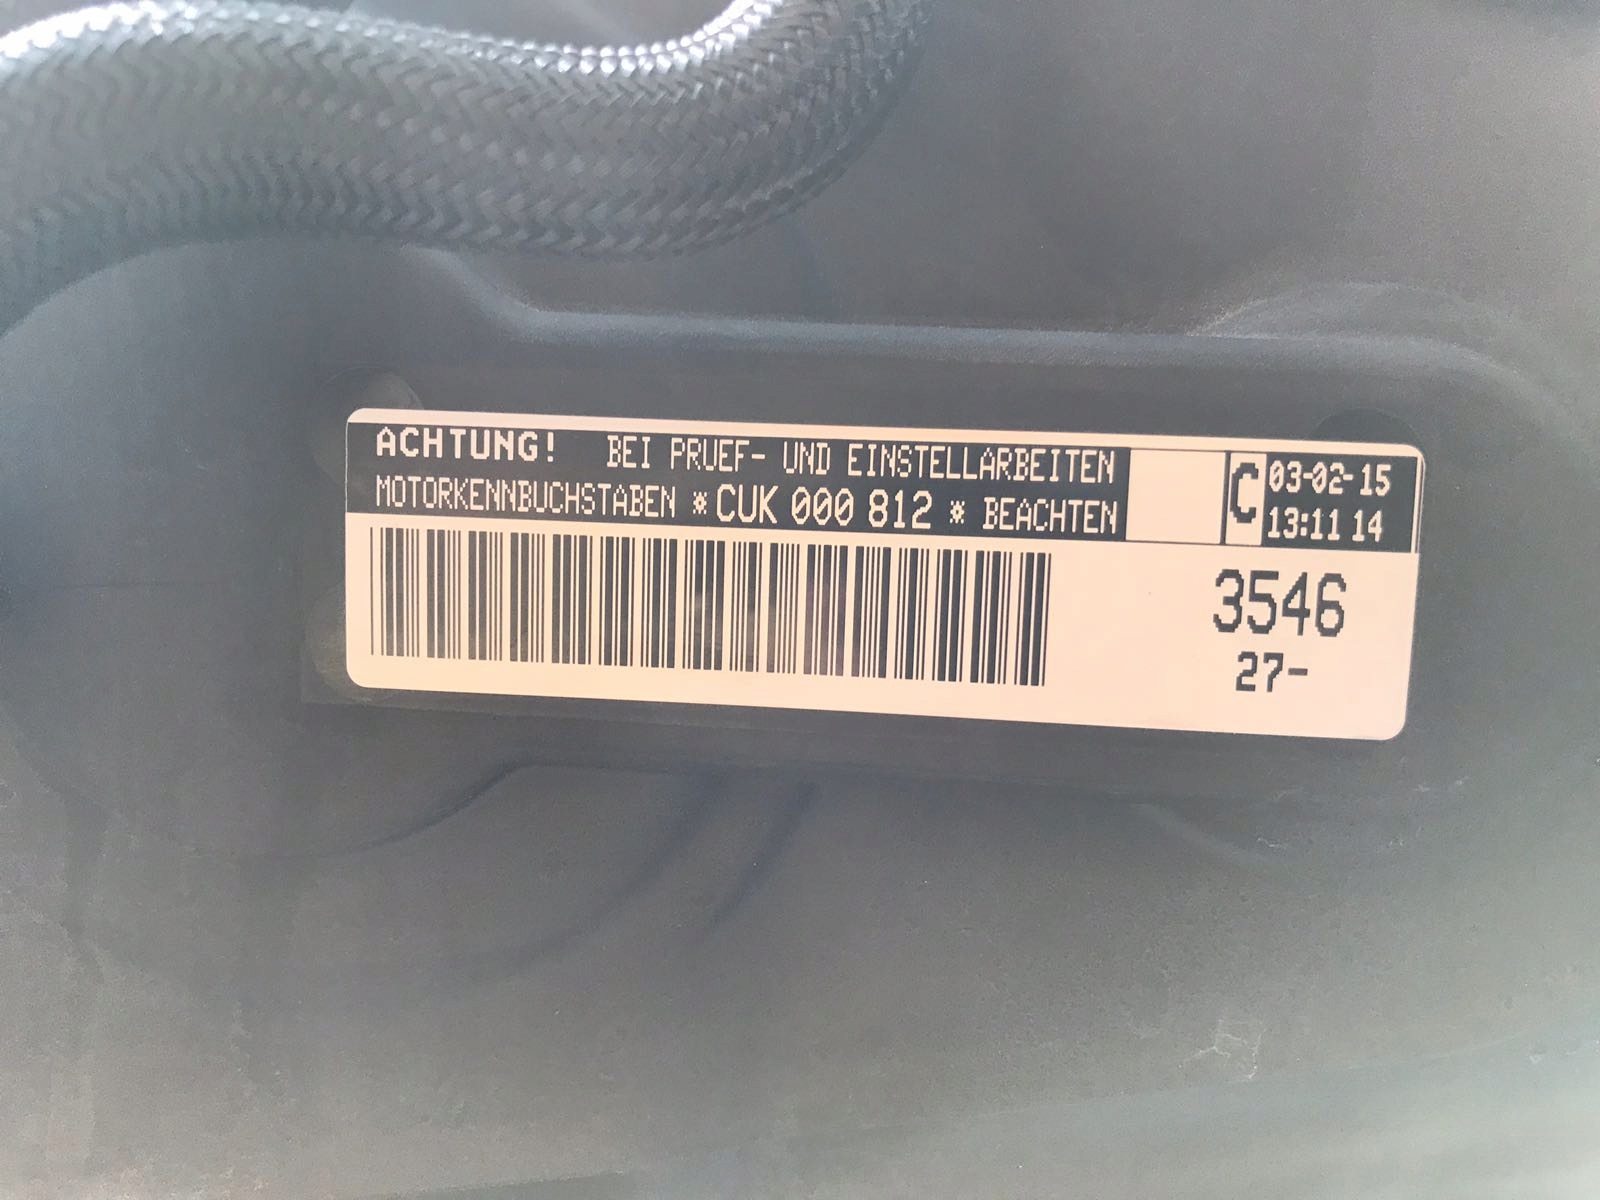 ACHTUNG! BEI PRUEF- UND EINSTELLARBEITEN
MOTORKENNBUCHSTABEN *CUK 000 812 * BEACHTEN
C
03-02-15
13:11 14
3546
27-